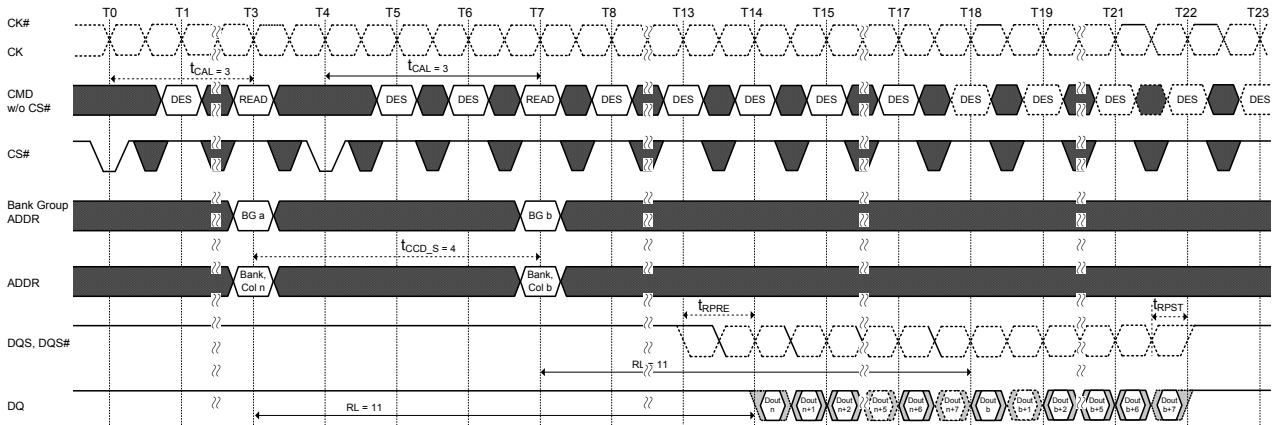 T0 T1 T3 T4 T5 T6 T7 T8 T13 T14 T15 T17 T18 T19 T21 T22 T23
CK#
CK
tCAL = 3 tCAL = 3
CMD w/o CS# DES READ DES DES READ DES DES DES DES DES DES DES DES DES DES
CS#
Bank Group ADDR BG a BG b
tCCD_S = 4
ADDR Bank, Col n Bank, Col b
tRPRE tRPST
DQS, DQS#
RL = 11
DQ RL = 11 Dout n Dout n+1 Dout n+2 Dout n+5 Dout n+6 Dout n+7 Dout b Dout b+1 Dout b+2 Dout b+5 Dout b+6 Dout b+7